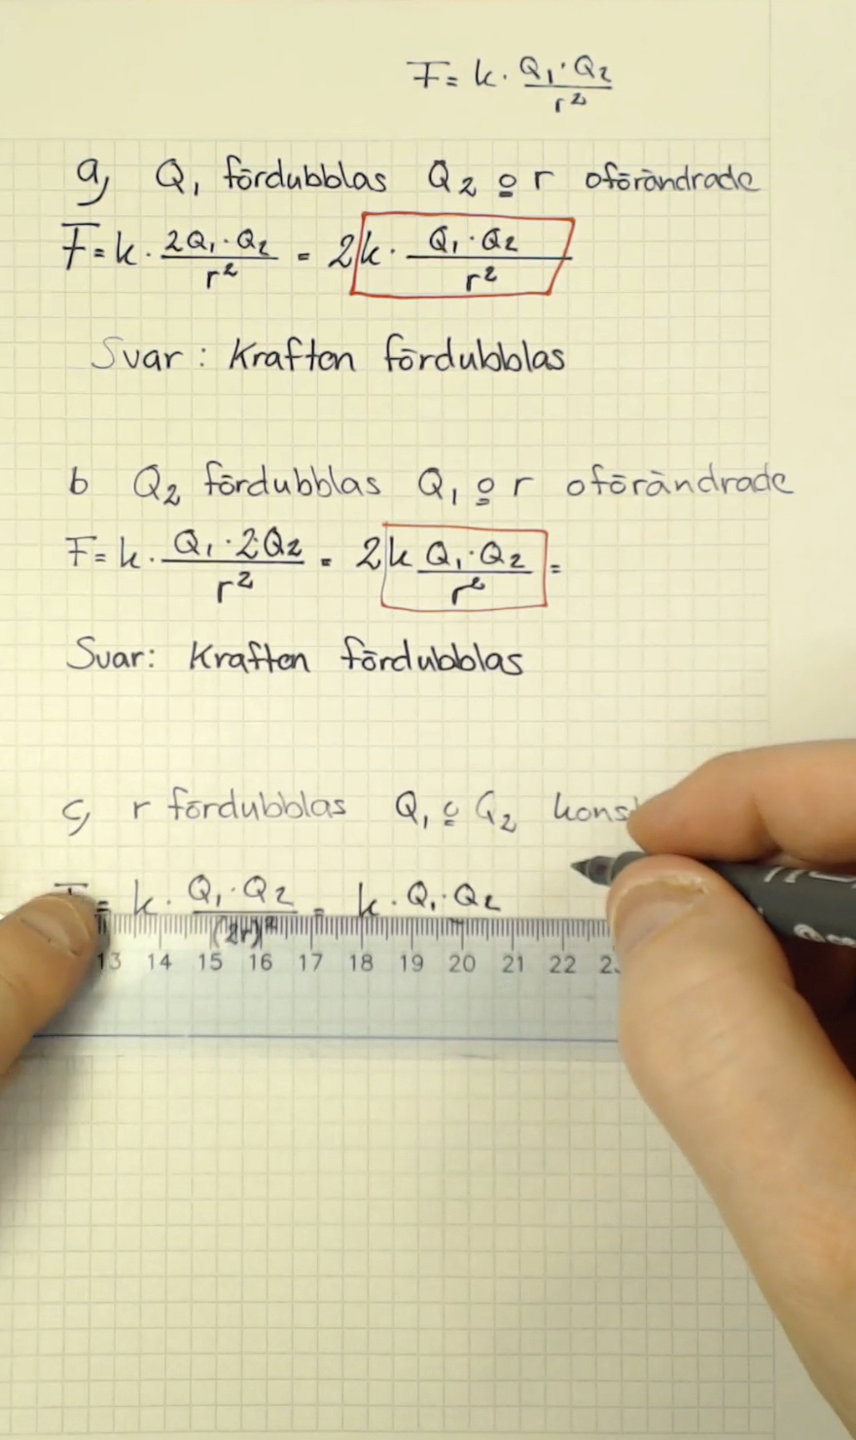 F = k · Q₁ · Q₂ / r²
a) Q₁ fördubblas Q₂ o r oförändrade
F = k · 2Q₁ · Q₂ / r² = 2k · Q₁ · Q₂ / r²
Svar : Kraften fördubblas
b Q₂ fördubblas Q₁ o r oförändrade
F = k · Q₁ · 2Q₂ / r² = 2k Q₁ · Q₂ / r² =
Svar: Kraften fördubblas
c) r fördubblas Q₁ o Q₂ konst
F = k · Q₁ · Q₂ / (2r)² = k · Q₁ · Q₂
13 14 15 16 17 18 19 20 21 22